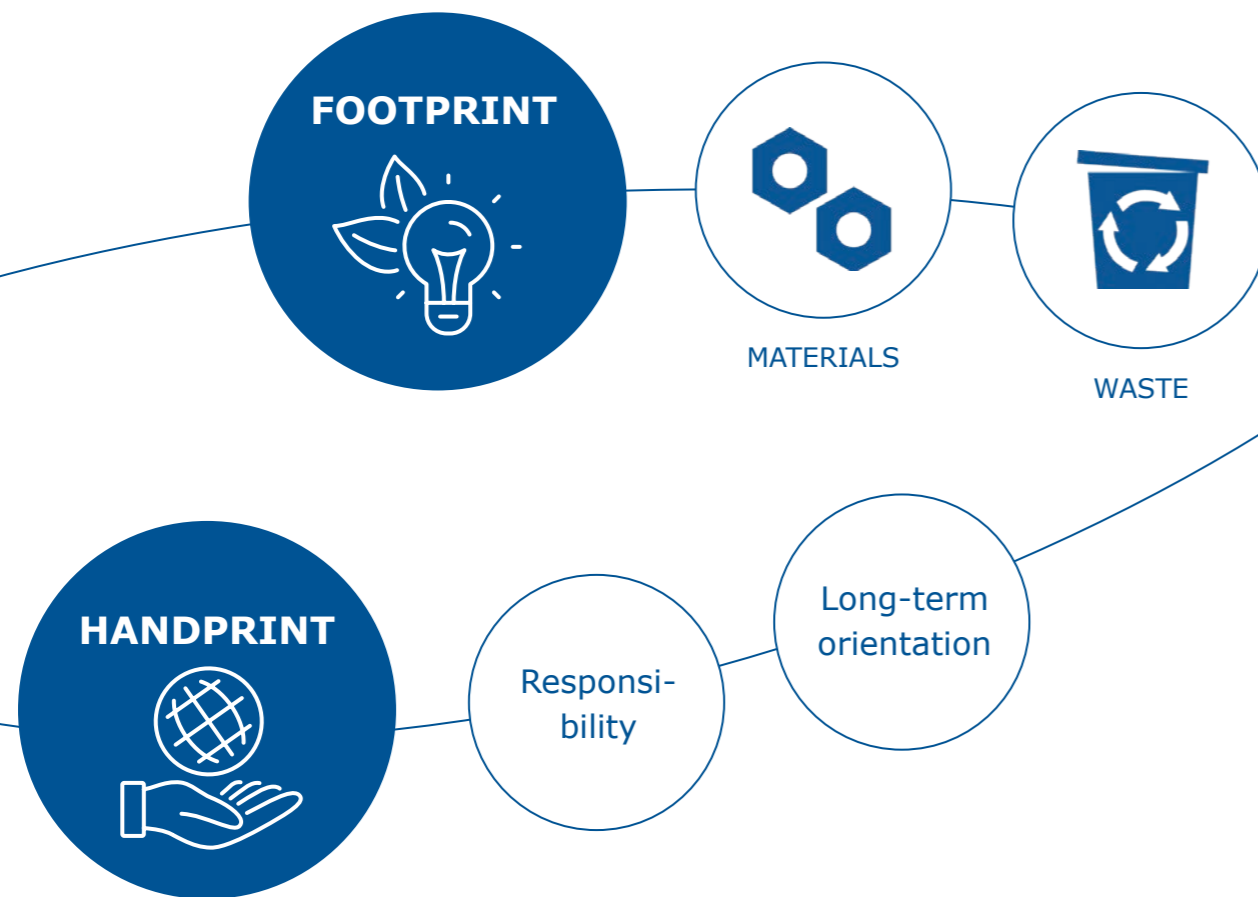 FOOTPRINT
MATERIALS
WASTE
HANDPRINT
Responsi-
bility
Long-term
orientation